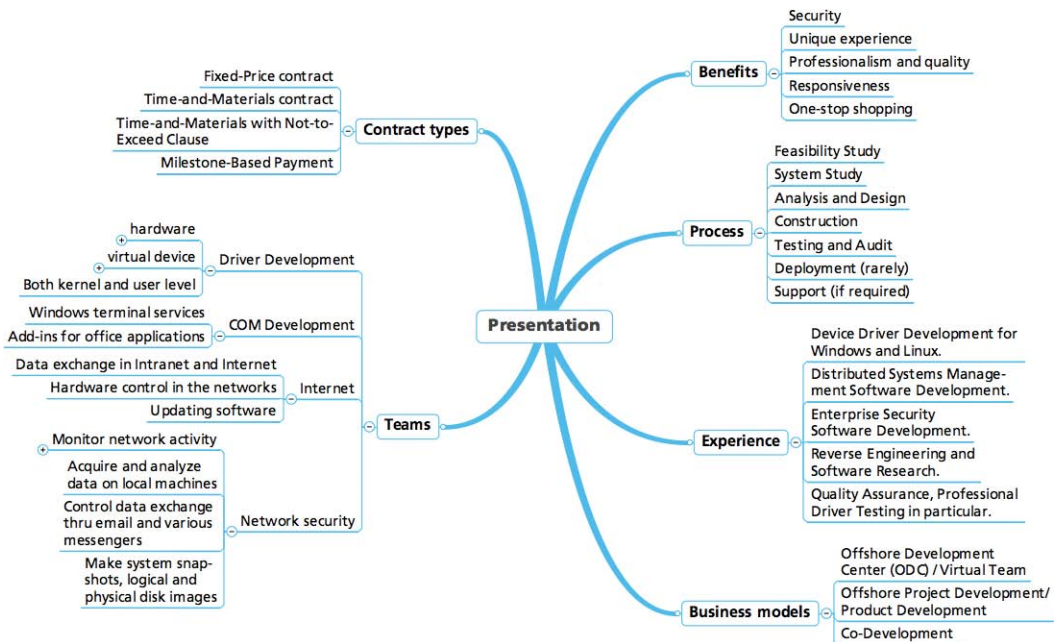 Presentation
Benefits
Security
Unique experience
Professionalism and quality
Responsiveness
One-stop shopping
Process
Feasibility Study
System Study
Analysis and Design
Construction
Testing and Audit
Deployment (rarely)
Support (if required)
Experience
Device Driver Development for
Windows and Linux.
Distributed Systems Manage-
ment Software Development.
Enterprise Security
Software Development.
Reverse Engineering and
Software Research.
Quality Assurance, Professional
Driver Testing in particular.
Business models
Offshore Development
Center (ODC) / Virtual Team
Offshore Project Development/
Product Development
Co-Development
Contract types
Fixed-Price contract
Time-and-Materials contract
Time-and-Materials with Not-to-
Exceed Clause
Milestone-Based Payment
Teams
Driver Development
hardware
virtual device
Both kernel and user level
COM Development
Windows terminal services
Add-ins for office applications
Internet
Data exchange in Intranet and Internet
Hardware control in the networks
Updating software
Network security
Monitor network activity
Acquire and analyze
data on local machines
Control data exchange
thru email and various
messengers
Make system snap-
shots, logical and
physical disk images